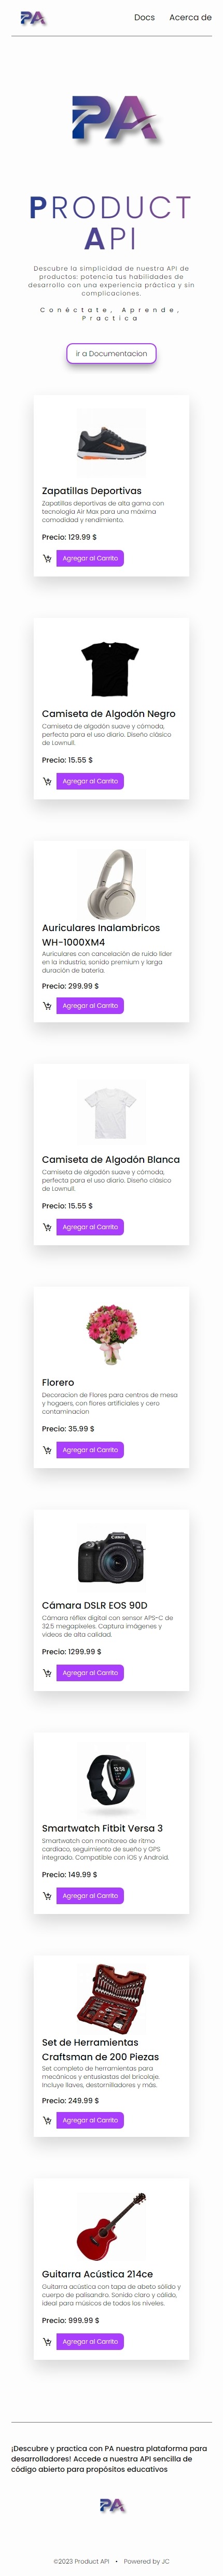 PA
Docs Acerca de
PA
PRODUCT
API
Descubre la simplicidad de nuestra API de
productos: potencia tus habilidades de
desarrollo con una experiencia práctica y sin
complicaciones.
Conéctate, Aprende,
Practica
ir a Documentacion
Zapatillas Deportivas
Zapatillas deportivas de alta gama con
tecnología Air Max para una máxima
comodidad y rendimiento.
Precio: 129.99 $
Agregar al Carrito
Camiseta de Algodón Negro
Camiseta de algodón suave y cómoda,
perfecta para el uso diario. Diseño clásico
de Lownull.
Precio: 15.55 $
Agregar al Carrito
Auriculares Inalambricos
WH-1000XM4
Auriculares con cancelación de ruido líder
en la industria, sonido premium y larga
duración de batería.
Precio: 299.99 $
Agregar al Carrito
Camiseta de Algodón Blanca
Camiseta de algodón suave y cómoda,
perfecta para el uso diario. Diseño clásico
de Lownull.
Precio: 15.55 $
Agregar al Carrito
Florero
Decoracion de Flores para centros de mesa
y hogaers, con flores artificiales y cero
contaminacion
Precio: 35.99 $
Agregar al Carrito
Canon
Cámara DSLR EOS 90D
Cámara réflex digital con sensor APS-C de
32.5 megapíxeles. Captura imágenes y
videos de alta calidad.
Precio: 1299.99 $
Agregar al Carrito
Smartwatch Fitbit Versa 3
Smartwatch con monitoreo de ritmo
cardíaco, seguimiento de sueño y GPS
integrado. Compatible con iOS y Android.
Precio: 149.99 $
Agregar al Carrito
Set de Herramientas
Craftsman de 200 Piezas
Set completo de herramientas para
mecánicos y entusiastas del bricolaje.
Incluye llaves, destornilladores y más.
Precio: 249.99 $
Agregar al Carrito
Guitarra Acústica 214ce
Guitarra acústica con tapa de abeto sólido y
cuerpo de palisandro. Sonido claro y cálido,
ideal para músicos de todos los niveles.
Precio: 999.99 $
Agregar al Carrito
¡Descubre y practica con PA nuestra plataforma para
desarrolladores! Accede a nuestra API sencilla de
código abierto para propósitos educativos
PA
©2023 Product API • Powered by JC